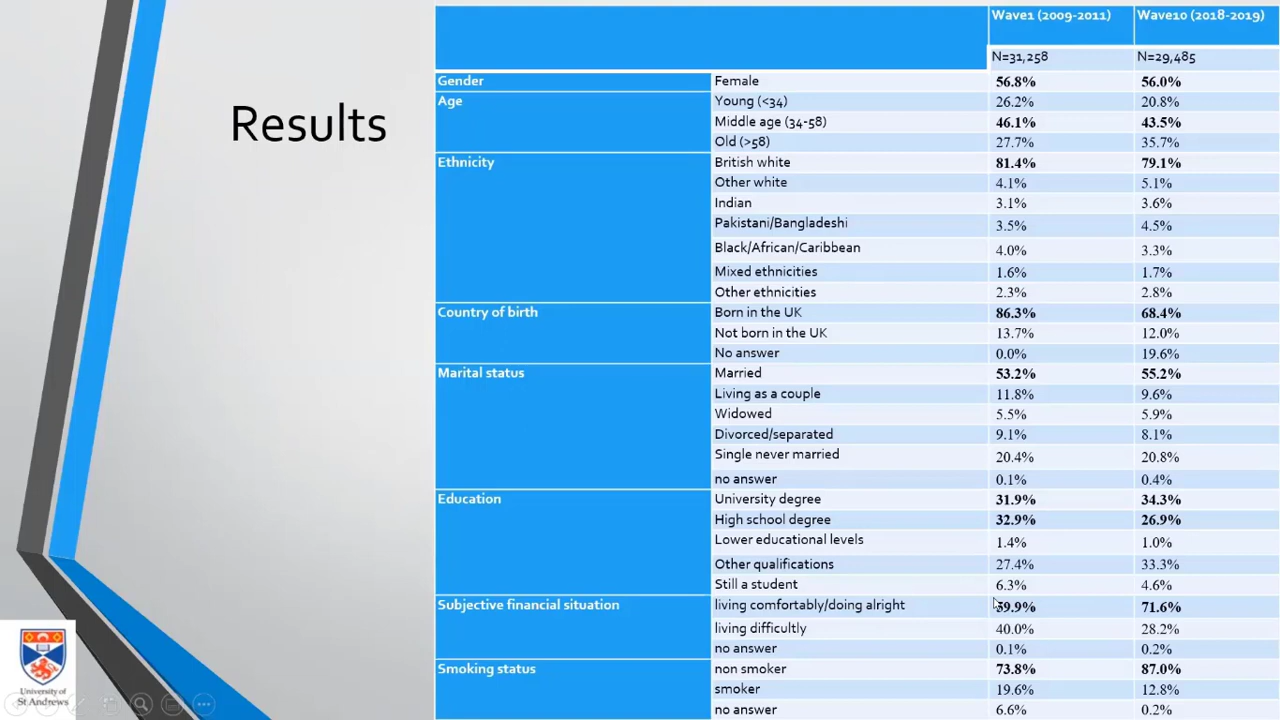 Results
Wave1 (2009-2011) Wave10 (2018-2019)
N=31,258 N=29,485
Gender Female 56.8% 56.0%
Age Young (<34) 26.2% 20.8%
Middle age (34-58) 46.1% 43.5%
Old (>58) 27.7% 35.7%
Ethnicity British white 81.4% 79.1%
Other white 4.1% 5.1%
Indian 3.1% 3.6%
Pakistani/Bangladeshi 3.5% 4.5%
Black/African/Caribbean 4.0% 3.3%
Mixed ethnicities 1.6% 1.7%
Other ethnicities 2.3% 2.8%
Country of birth Born in the UK 86.3% 68.4%
Not born in the UK 13.7% 12.0%
No answer 0.0% 19.6%
Marital status Married 53.2% 55.2%
Living as a couple 11.8% 9.6%
Widowed 5.5% 5.9%
Divorced/separated 9.1% 8.1%
Single never married 20.4% 20.8%
no answer 0.1% 0.4%
Education University degree 31.9% 34.3%
High school degree 32.9% 26.9%
Lower educational levels 1.4% 1.0%
Other qualifications 27.4% 33.3%
Still a student 6.3% 4.6%
Subjective financial situation living comfortably/doing alright 59.9% 71.6%
living difficultly 40.0% 28.2%
no answer 0.1% 0.2%
Smoking status non smoker 73.8% 87.0%
smoker 19.6% 12.8%
no answer 6.6% 0.2%
University of
St Andrews